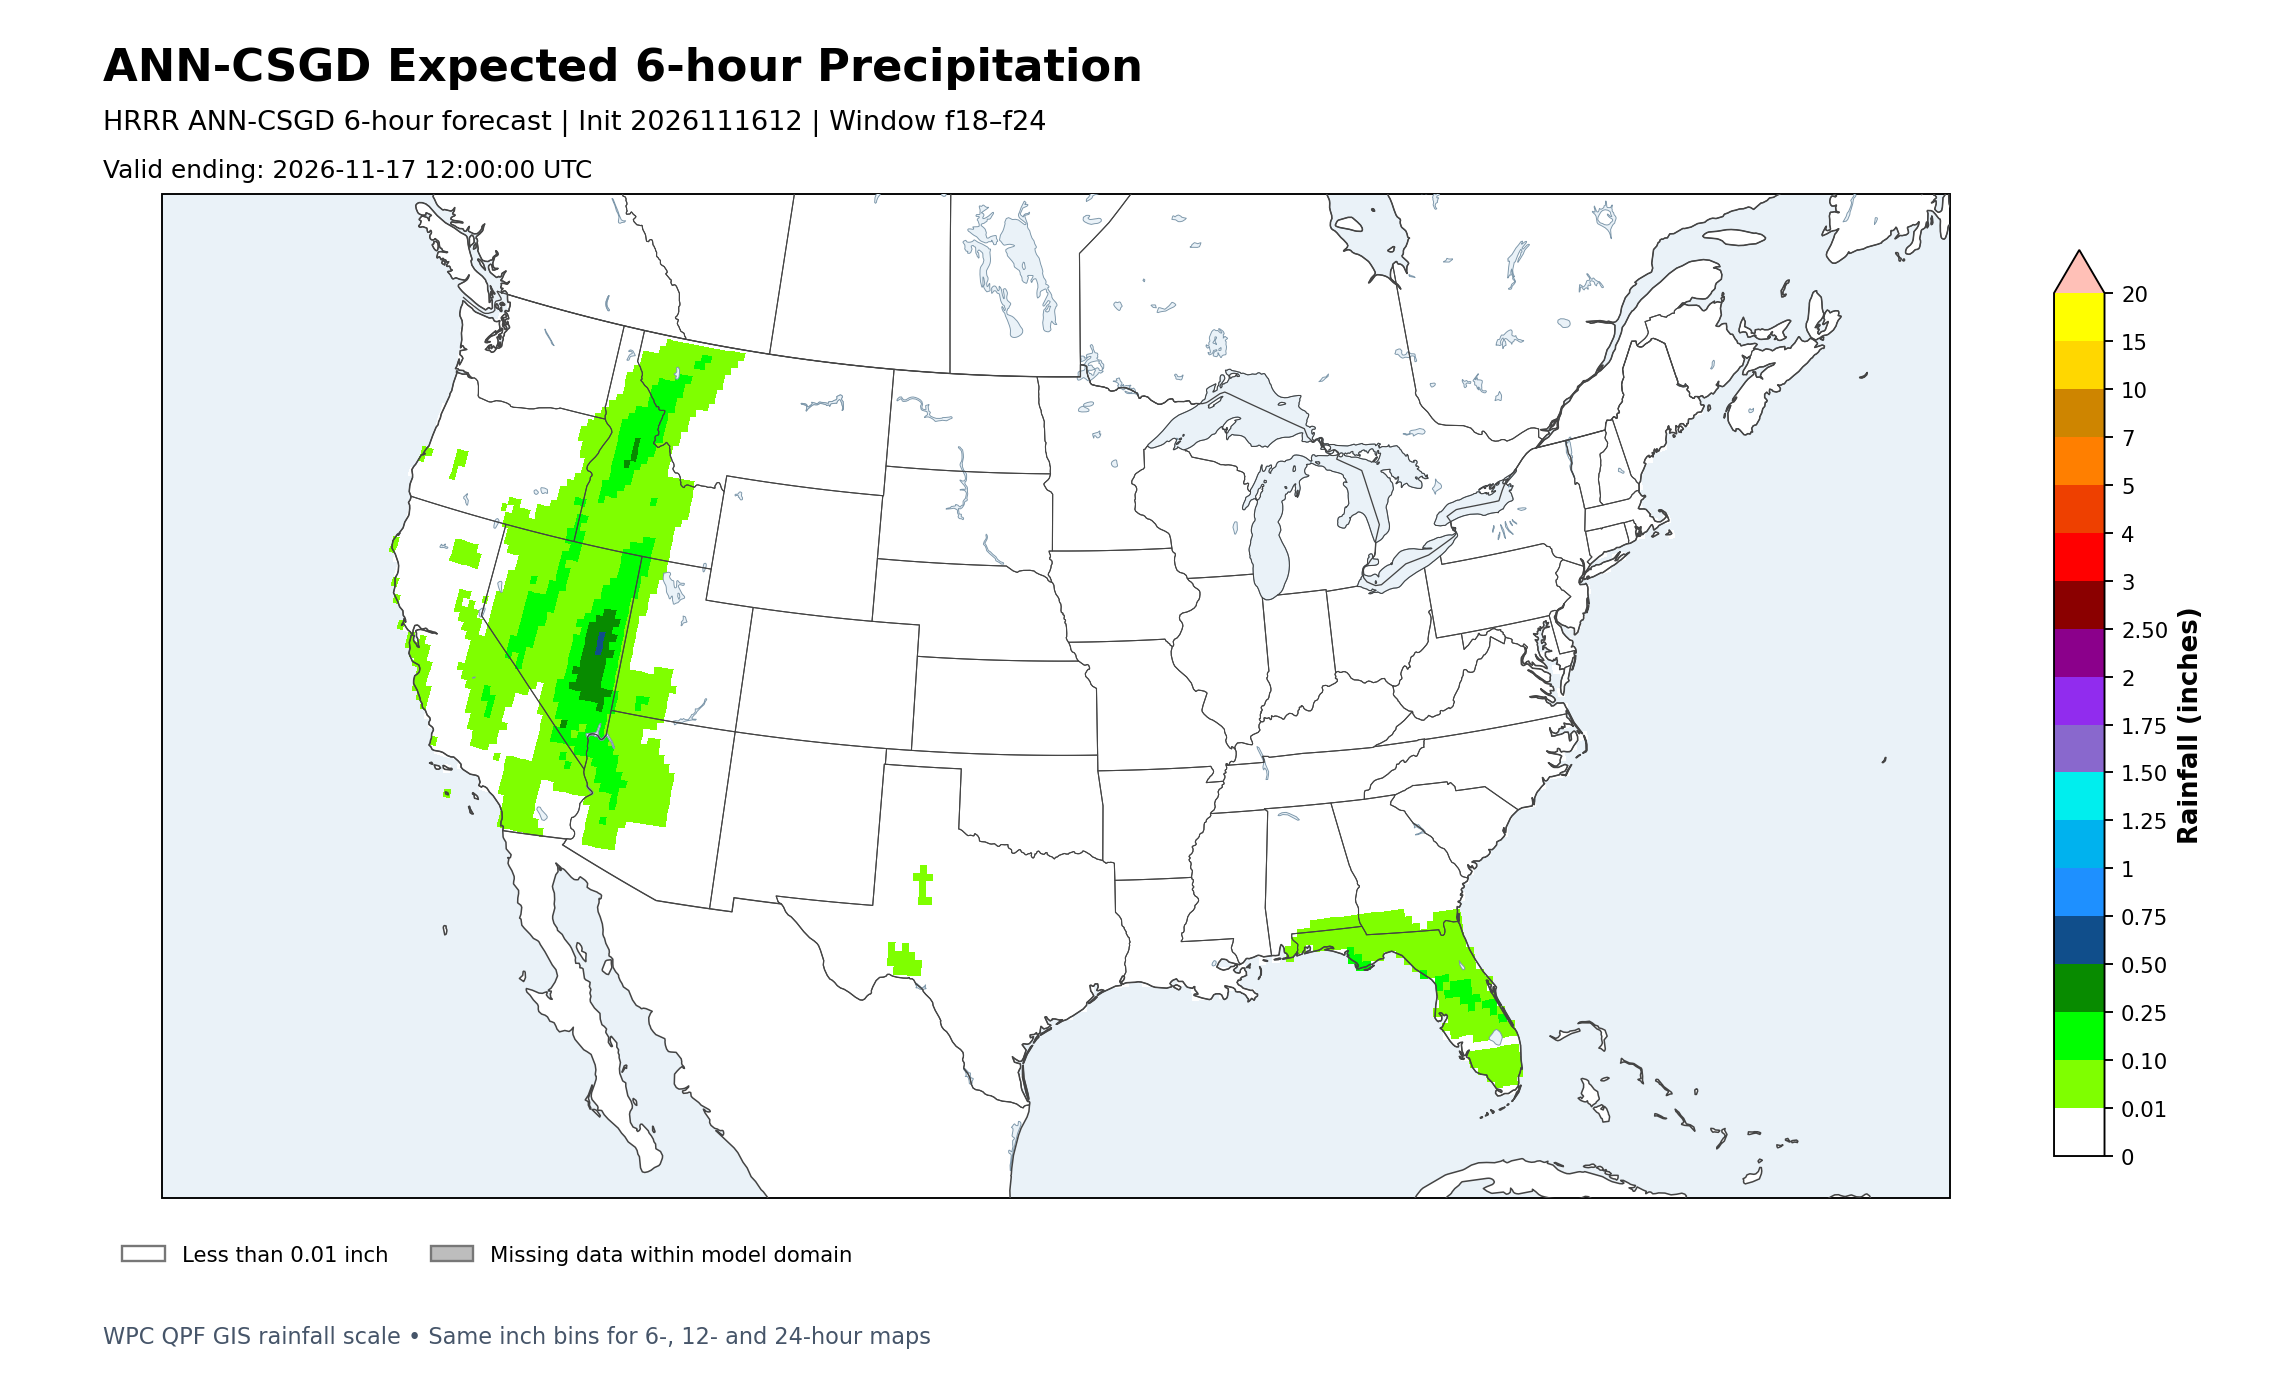 ANN-CSGD Expected 6-hour Precipitation
HRRR ANN-CSGD 6-hour forecast | Init 2026111612 | Window f18–f24
Valid ending: 2026-11-17 12:00:00 UTC
20
15
10
7
5
4
3
2.50
2
1.75
1.50
1.25
1
0.75
0.50
0.25
0.10
0.01
0
Rainfall (inches)
Less than 0.01 inch
Missing data within model domain
WPC QPF GIS rainfall scale • Same inch bins for 6-, 12- and 24-hour maps